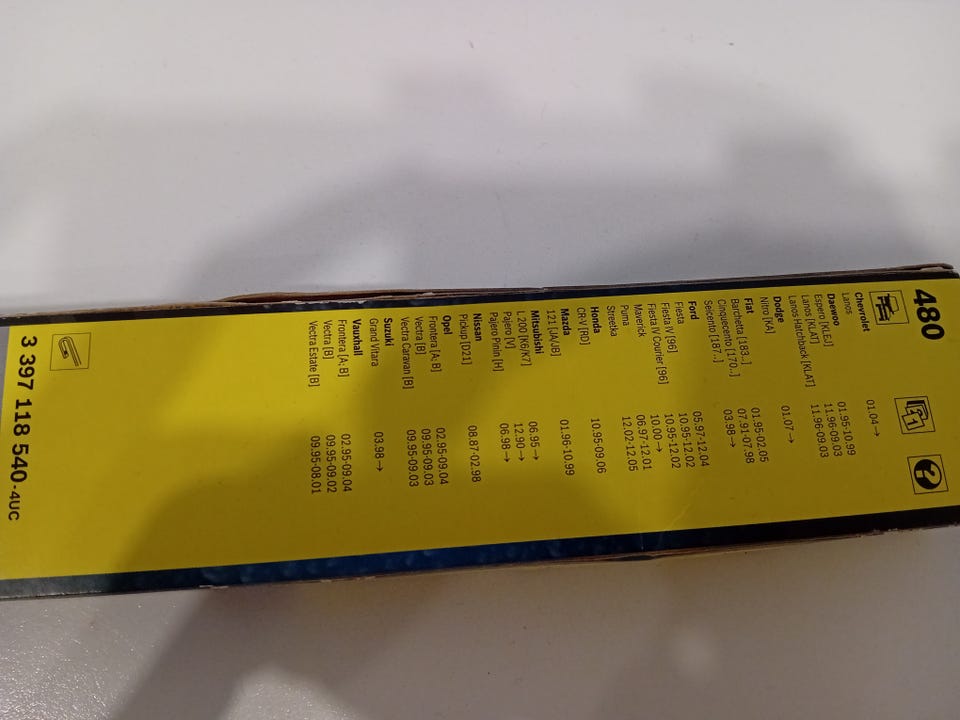 480
1 ?
Chevrolet
Lanos 01.04 →
Daewoo
Espero [KLEJ] 01.95-10.99
Lanos [KLAT] 11.96-09.03
Lanos Hatchback [KLAT] 11.96-09.03
Dodge
Nitro [KA] 01.07 →
Fiat
Barchetta [183..] 01.95-02.05
Cinquecento [170..] 07.91-07.98
Seicento [187..] 03.98 →
Ford
Fiesta 05.97-12.04
Fiesta IV [96] 10.95-12.02
Fiesta IV Courier [96] 10.95-12.02
Maverick 10.00 →
Puma 06.97-12.01
Streetka 12.02-12.05
Honda
CR-V [RD] 10.95-09.06
Mazda
121 [JA/JB] 01.96-10.99
Mitsubishi
L 200 [K6/K7] 06.95 →
Pajero [V] 12.90 →
Pajero Pinin [H] 06.98 →
Nissan
Pickup [D21] 08.87-02.98
Opel
Frontera [A; B] 02.95-09.04
Vectra [B] 09.95-09.03
Vectra Caravan [B] 09.95-09.03
Suzuki
Grand Vitara 03.98 →
Vauxhall
Frontera [A; B] 02.95-09.04
Vectra [B] 09.95-09.02
Vectra Estate [B] 09.95-08.01
3 397 118 540-4UC